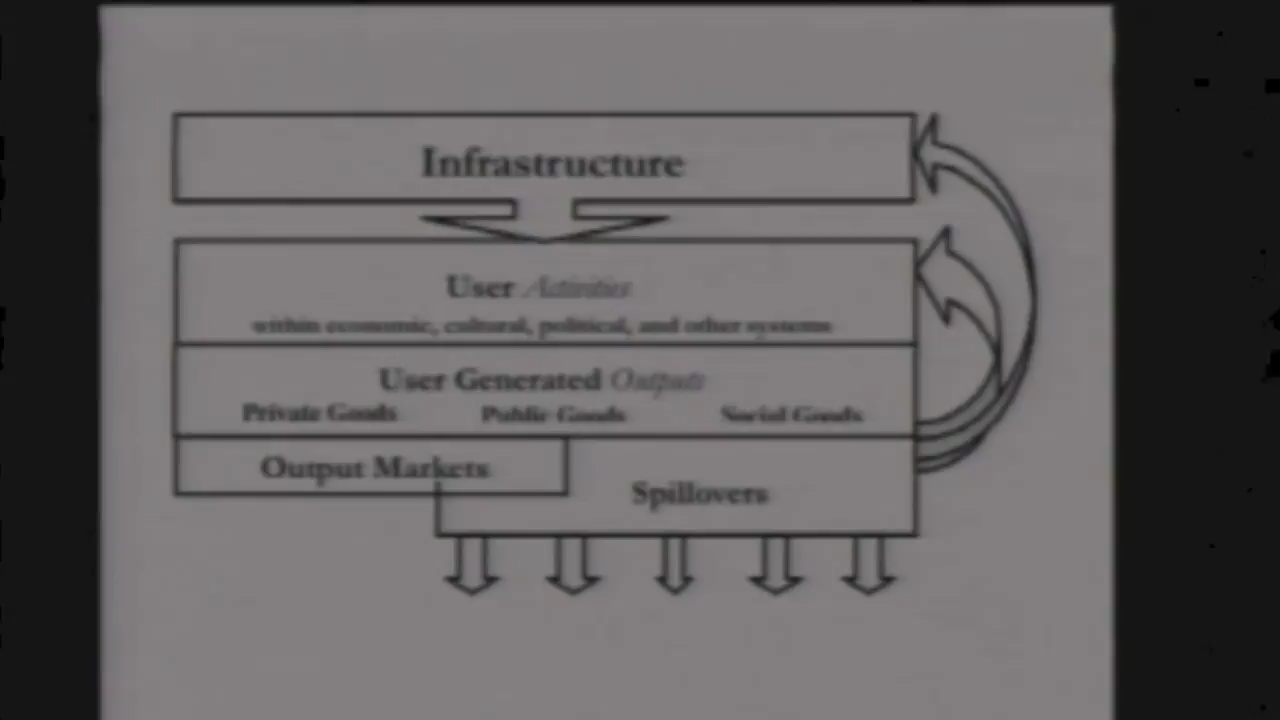 Infrastructure
User Activities
within economic, cultural, political, and other systems
User Generated Outputs
Private Goods Public Goods Social Goods
Output Markets
Spillovers